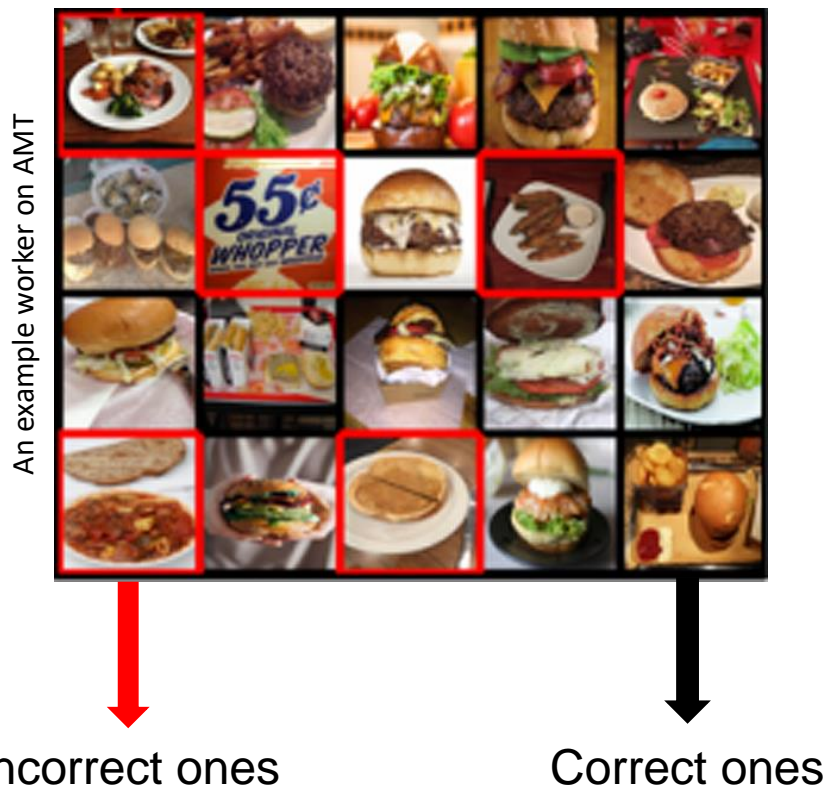 An example worker on AMT
55¢
ORIGINAL
WHOPPER
ncorrect ones
Correct ones